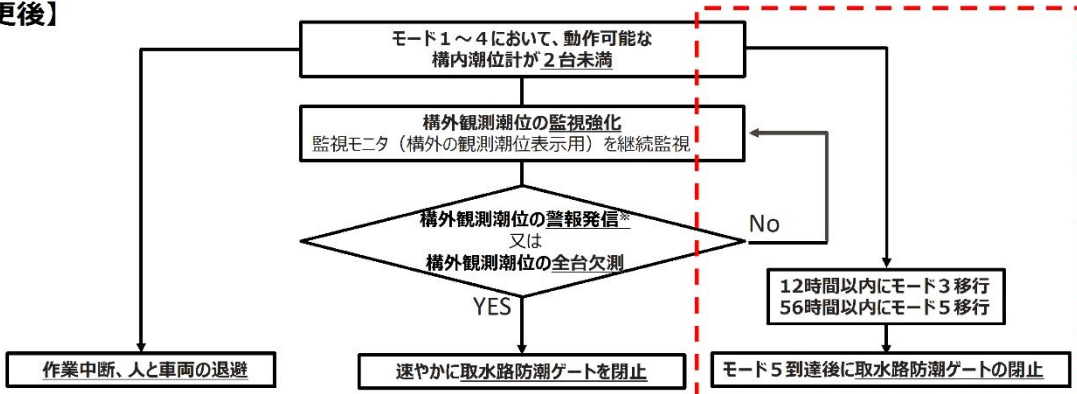 更後】
モード１～４において、動作可能な
構内潮位計が２台未満
構外観測潮位の監視強化
監視モニタ（構外の観測潮位表示用）を継続監視
構外観測潮位の警報発信※
又は
構外観測潮位の全台欠測
No
YES
12時間以内にモード３移行
56時間以内にモード５移行
作業中断、人と車両の退避
速やかに取水路防潮ゲートを閉止
モード５到達後に取水路防潮ゲートの閉止